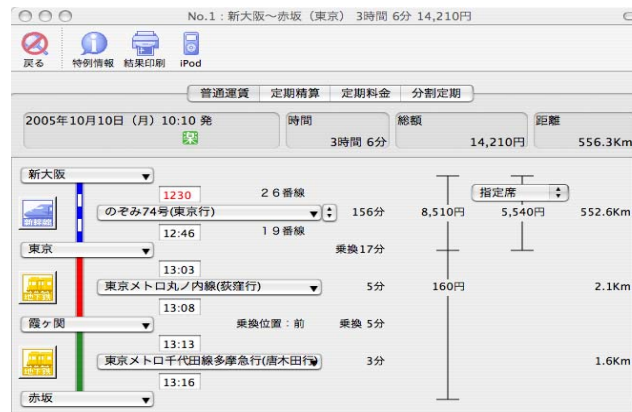 No.1：新大阪～赤坂（東京） 3時間 6分 14,210円
戻る 特例情報 結果印刷 iPod
普通運賃 定期精算 定期料金 分割定期
2005年10月10日（月）10:10 発 時間 総額 距離
3時間 6分 14,210円 556.3Km
新大阪 指定席
1230 26番線
新幹線 のぞみ74号(東京行) 156分 8,510円 5,540円 552.6Km
12:46 19番線
東京 乗換17分
13:03
地下鉄 東京メトロ丸ノ内線(荻窪行) 5分 160円 2.1Km
13:08
霞ヶ関 乗換位置：前 乗換 5分
13:13
地下鉄 東京メトロ千代田線多摩急行(唐木田行) 3分 1.6Km
13:16
赤坂